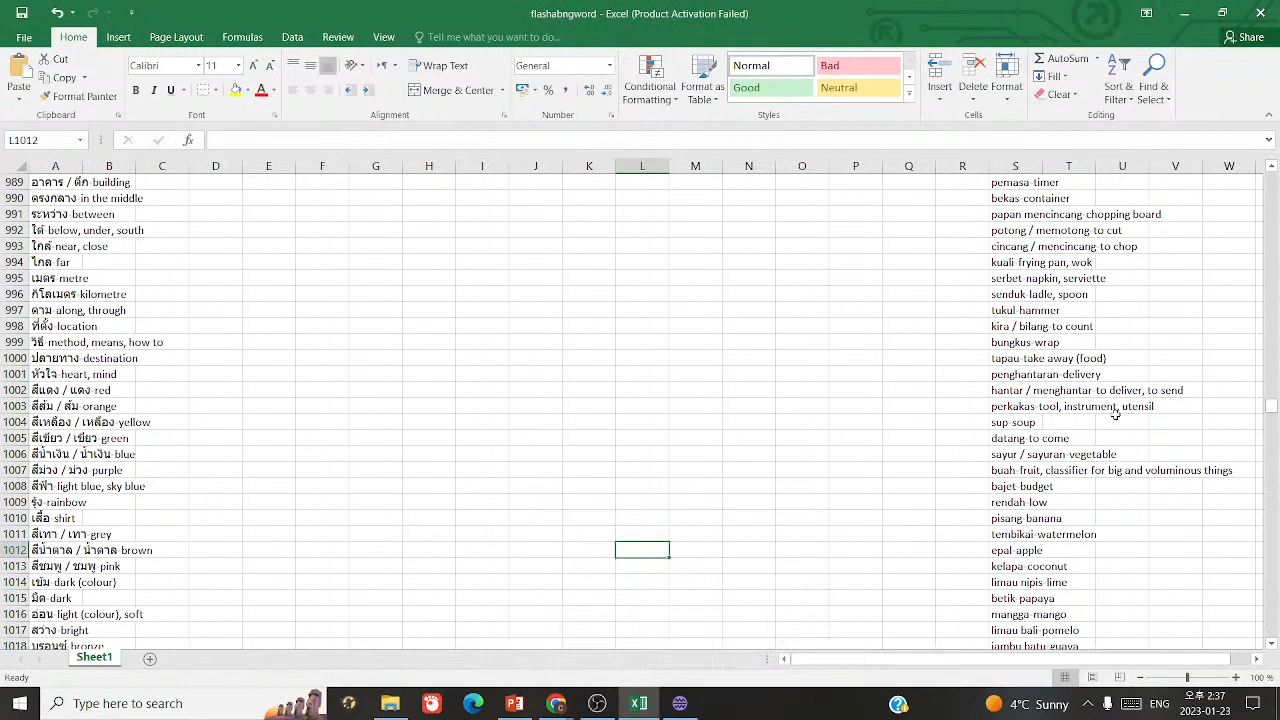 flashabngword - Excel (Product Activation Failed)
File Home Insert Page Layout Formulas Data Review View Tell me what you want to do... Share
Paste Cut Copy Format Painter Clipboard
Calibri 11 B I U A Font
Wrap Text Merge & Center Alignment
General % , Number
Conditional Formatting Format as Table Normal Bad Good Neutral Styles
Insert Delete Format Cells
AutoSum Fill Clear Sort & Filter Find & Select Editing
L1012 fx
A B C D E F G H I J K L M N O P Q R S T U V W
989 อาคาร / ตึก-building pemasa-timer
990 ตรงกลาง-in the middle bekas-container
991 ระหว่าง-between papan mencincang-chopping board
992 ใต้-below, under, south potong / memotong-to cut
993 ใกล้-near, close cincang / mencincang-to chop
994 ไกล-far kuali-frying pan, wok
995 เมตร-metre serbet-napkin, serviette
996 กิโลเมตร-kilometre senduk-ladle, spoon
997 ตาม-along, through tukul-hammer
998 ที่ตั้ง-location kira / bilang-to count
999 วิธี-method, means, how to bungkus-wrap
1000 ปลายทาง-destination tapau-take away (food)
1001 หัวใจ-heart, mind penghantaran-delivery
1002 สีแดง / แดง-red hantar / menghantar-to deliver, to send
1003 สีส้ม / ส้ม-orange perkakas-tool, instrument, utensil
1004 สีเหลือง / เหลือง-yellow sup-soup
1005 สีเขียว / เขียว-green datang-to come
1006 สีน้ำเงิน / น้ำเงิน-blue sayur / sayuran-vegetable
1007 สีม่วง / ม่วง-purple buah-fruit, classifier for big and voluminous things
1008 สีฟ้า-light blue, sky blue bajet-budget
1009 รุ้ง-rainbow rendah-low
1010 เสื้อ-shirt pisang-banana
1011 สีเทา / เทา-grey tembikai-watermelon
1012 สีน้ำตาล / น้ำตาล-brown epal-apple
1013 สีชมพู / ชมพู-pink kelapa-coconut
1014 เข้ม-dark (colour) limau nipis-lime
1015 มืด-dark betik-papaya
1016 อ่อน-light (colour), soft mangga-mango
1017 สว่าง-bright limau bali-pomelo
1018 บรอนซ์-bronze jambu batu-guava
Sheet1
Ready 100 %
Type here to search 4°C Sunny ENG 오후 2:37
2023-01-23